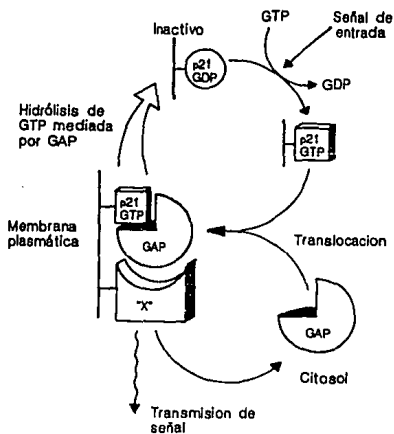 GTP
Señal de
entrada
Inactivo
p21
GDP
GDP
Hidrólisis de
GTP mediada
por GAP
p21
GTP
p21
GTP
Membrana
plasmática
GAP
Translocacion
"X"
GAP
Citosol
Transmision de
señal